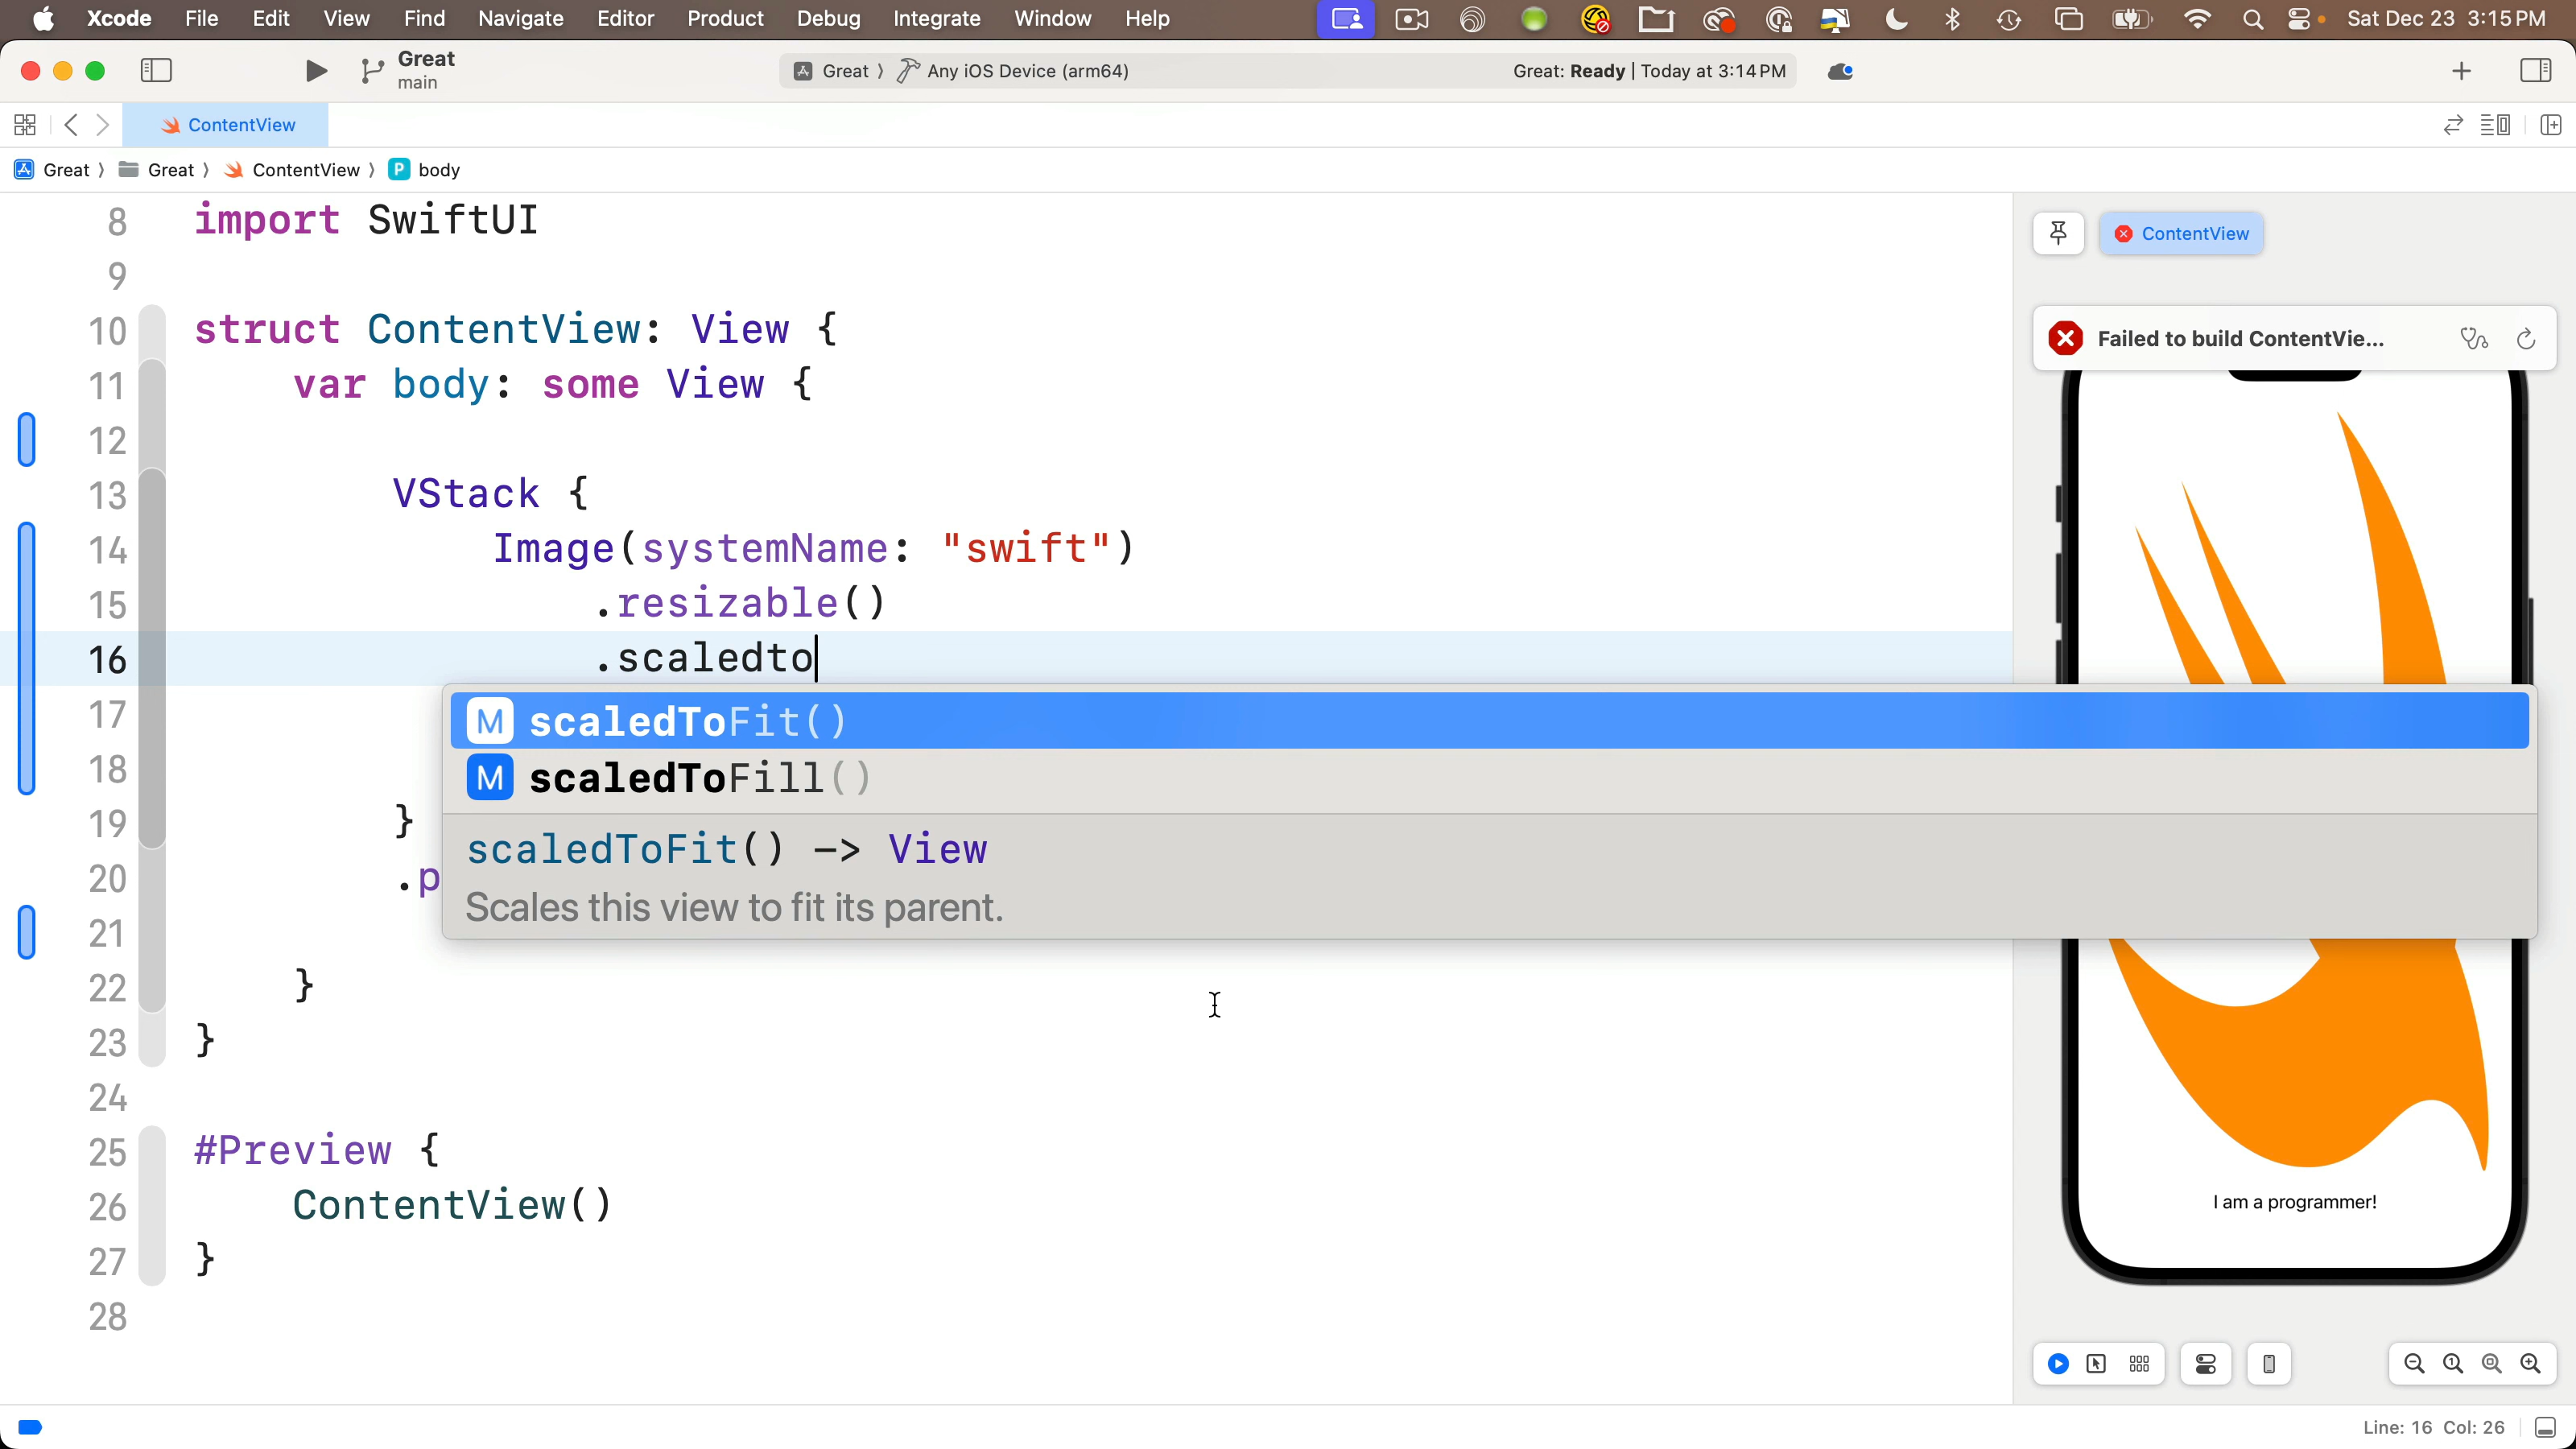 Xcode File Edit View Find Navigate Editor Product Debug Integrate Window Help Sat Dec 23 3:15 PM
Great
main
Great 〉 Any iOS Device (arm64)
Great: Ready | Today at 3:14 PM
ContentView
Great 〉 Great 〉 ContentView 〉 P body
8 import SwiftUI
9
10 struct ContentView: View {
11 var body: some View {
12
13 VStack {
14 Image(systemName: "swift")
15 .resizable()
16 .scaledto
17
18
19 }
20 .p
21
22 }
23 }
24
25 #Preview {
26 ContentView()
27 }
28
M scaledToFit()
M scaledToFill()
scaledToFit() -> View
Scales this view to fit its parent.
ContentView
Failed to build ContentVie...
I am a programmer!
Line: 16 Col: 26